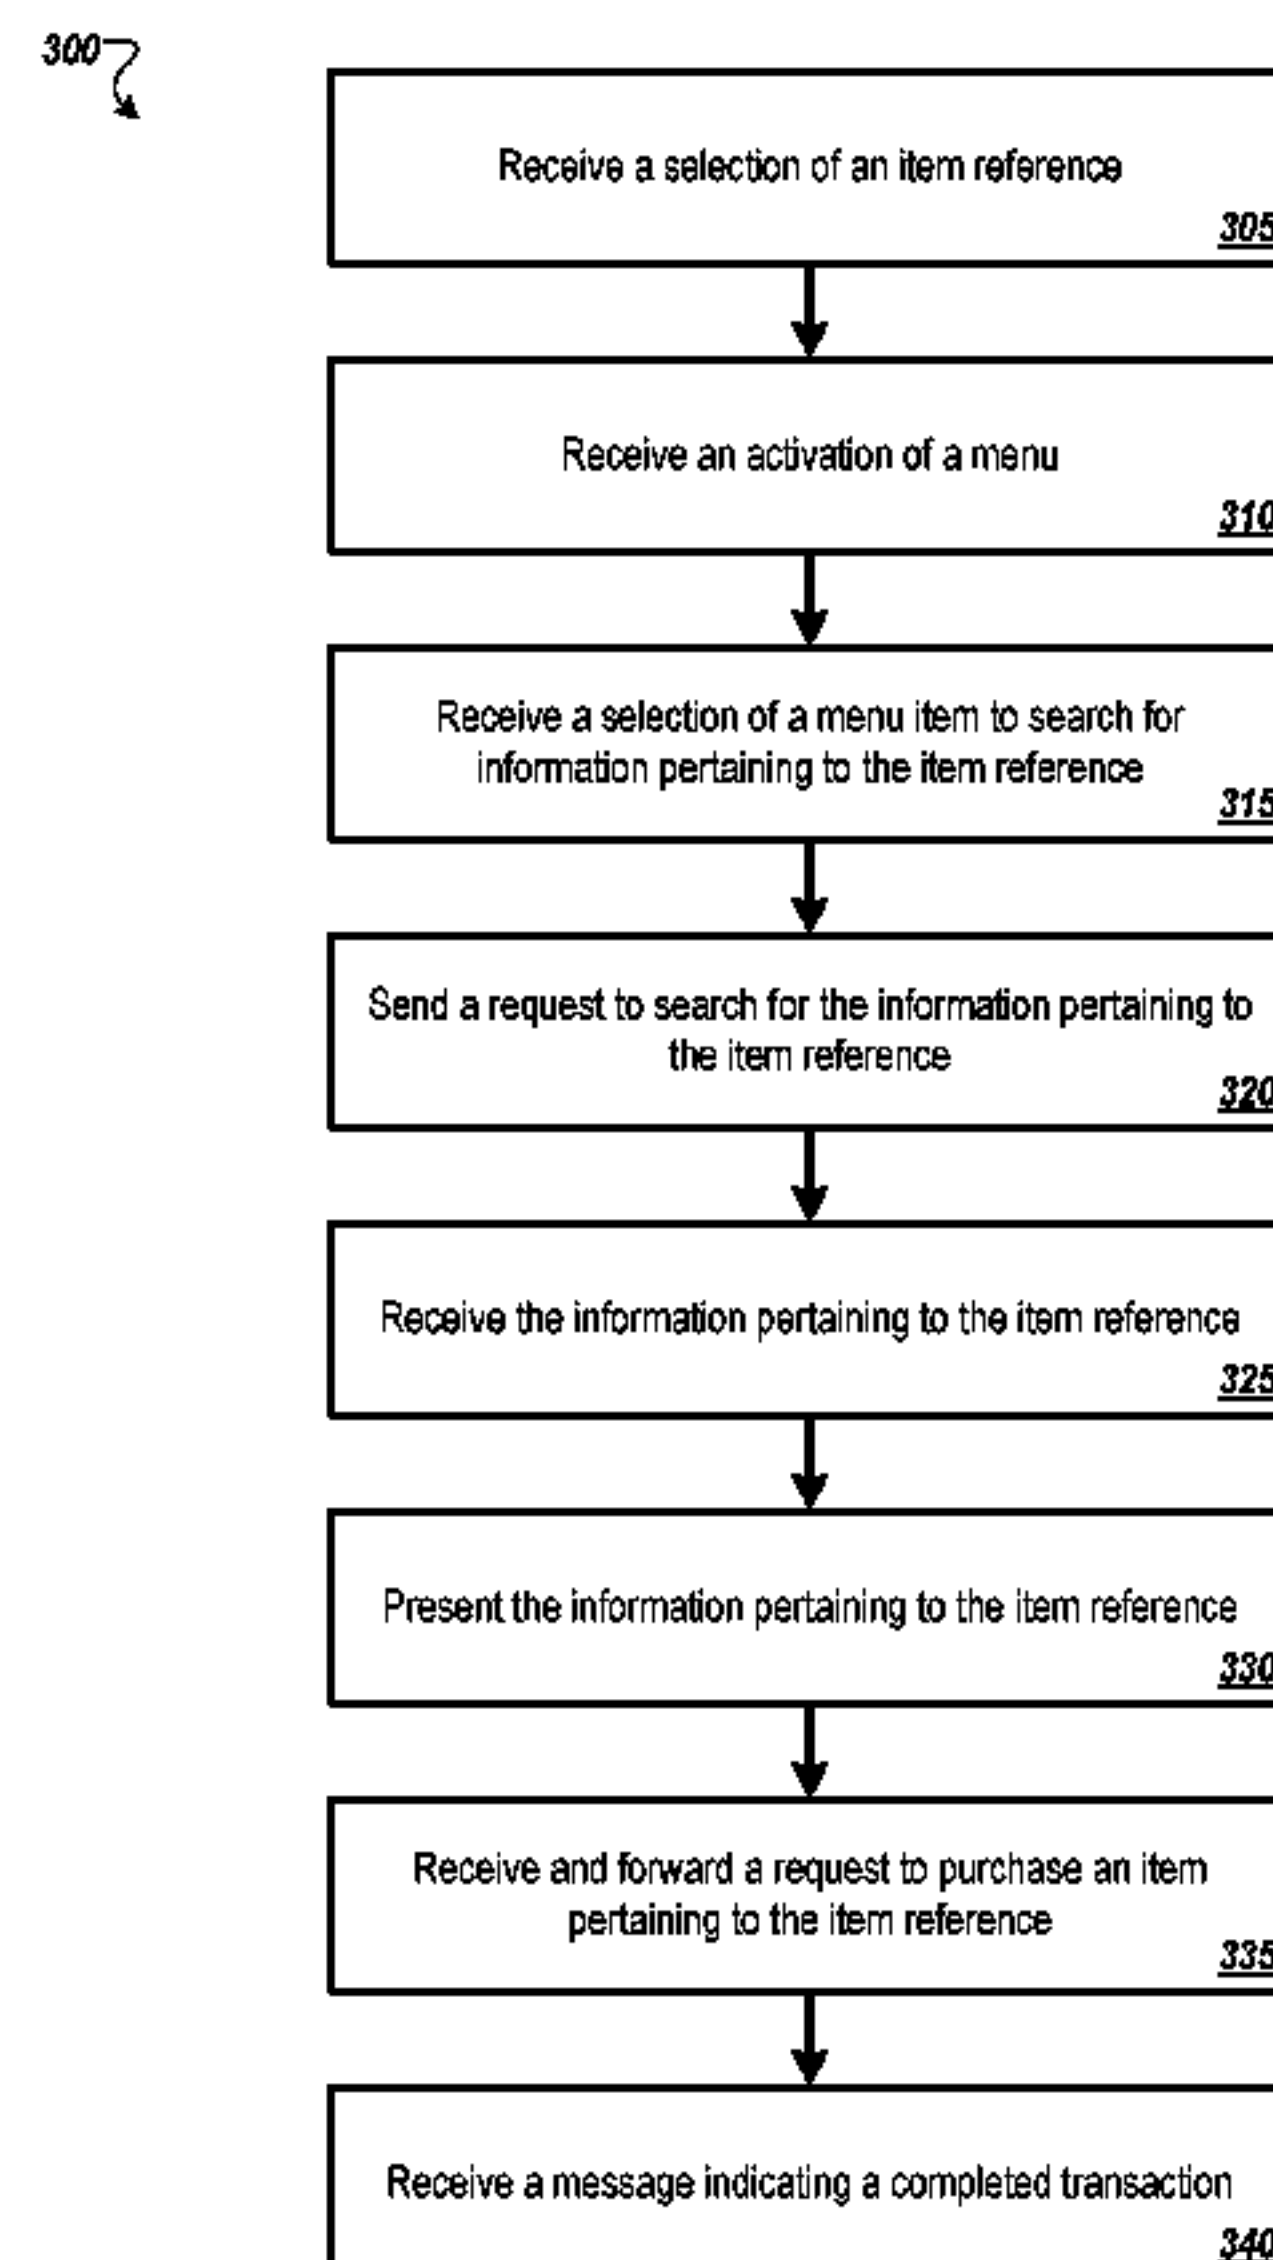 300
Receive a selection of an item reference
305
Receive an activation of a menu
310
Receive a selection of a menu item to search for
information pertaining to the item reference
315
Send a request to search for the information pertaining to
the item reference
320
Receive the information pertaining to the item reference
325
Present the information pertaining to the item reference
330
Receive and forward a request to purchase an item
pertaining to the item reference
335
Receive a message indicating a completed transaction
340